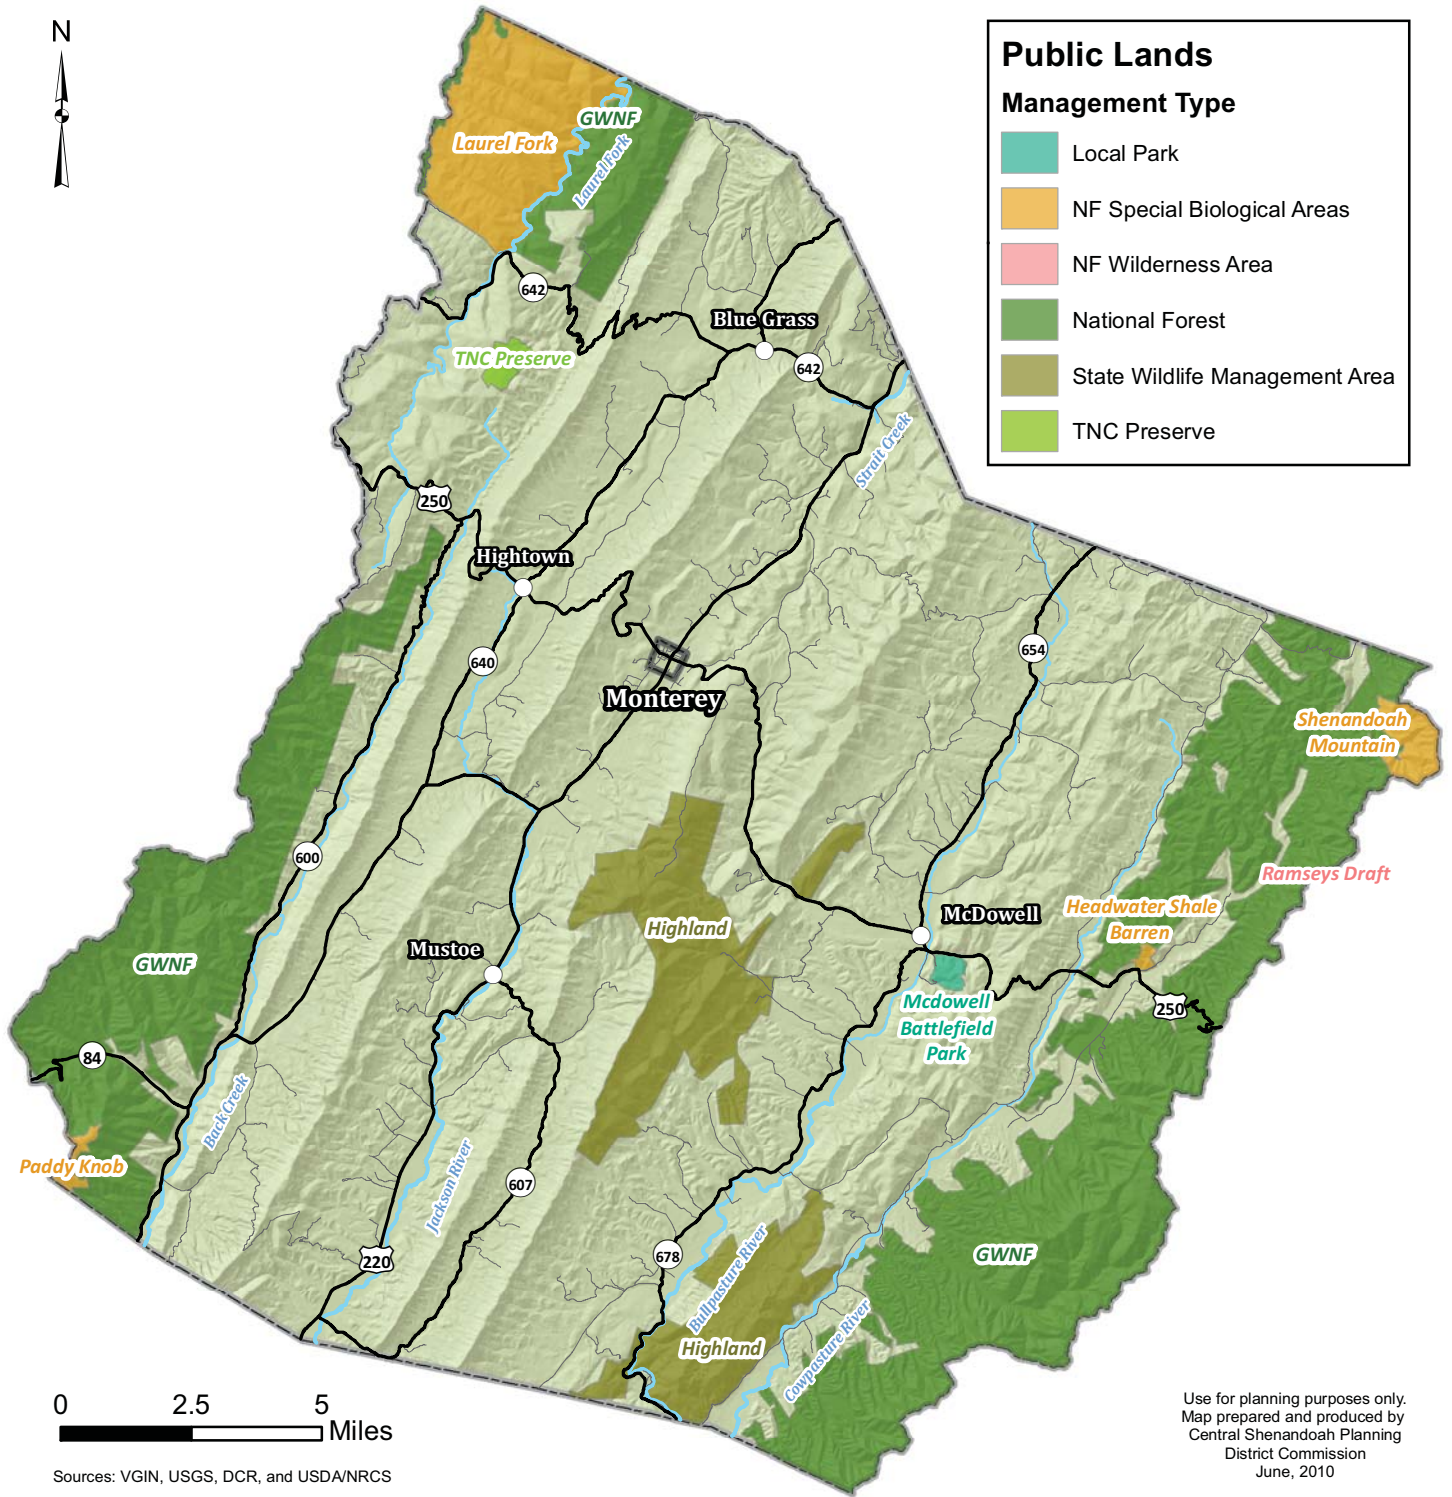 N
Public Lands
Management Type
Local Park
NF Special Biological Areas
NF Wilderness Area
National Forest
State Wildlife Management Area
TNC Preserve
GWNF
Laurel Fork
Laurel Fork
642
Blue Grass
TNC Preserve
642
Strait Creek
250
Hightown
640
654
Monterey
Shenandoah
Mountain
600
Ramseys Draft
Headwater Shale
Barren
McDowell
Highland
Mustoe
GWNF
Mcdowell
Battlefield
Park
250
84
Back Creek
Paddy Knob
Jackson River
607
220
678
Bullpasture River
GWNF
Highland
Cowpasture River
0 2.5 5
Miles
Sources: VGIN, USGS, DCR, and USDA/NRCS
Use for planning purposes only.
Map prepared and produced by
Central Shenandoah Planning
District Commission
June, 2010